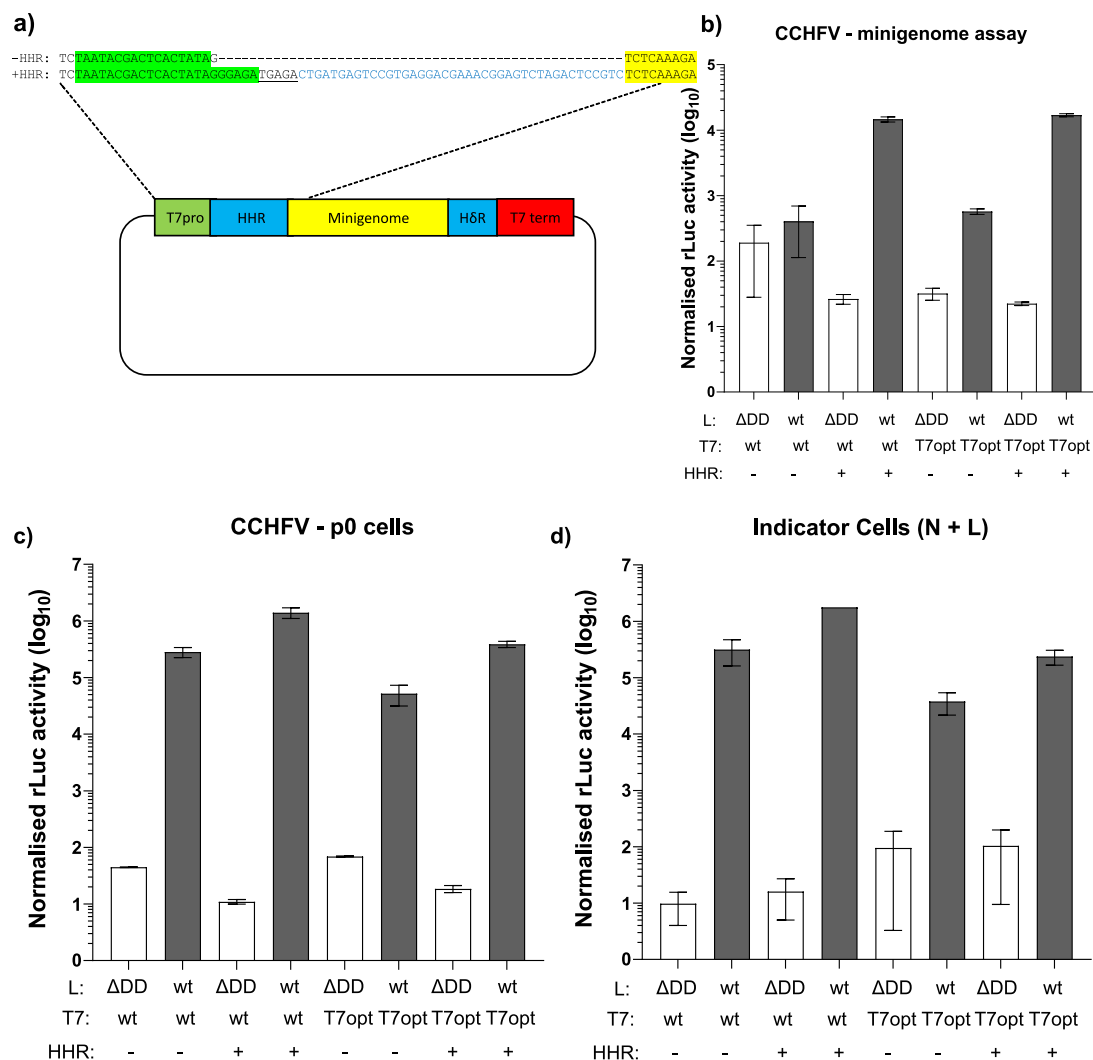 a)
-HHR: TCTAATACGACTCACTATAG------------------------------------------------------TCTCAAAGA
+HHR: TCTAATACGACTCACTATAGGGAGATGAGACTGATGAGTCCGTGAGGACGAAACGGAGTCTAGACTCCGTCTCTCAAAGA
T7pro HHR Minigenome HδR T7 term
b)
CCHFV - minigenome assay
Normalised rLuc activity (log10)
5
4
3
2
1
0
L: ΔDD wt ΔDD wt ΔDD wt ΔDD wt
T7: wt wt wt wt T7opt T7opt T7opt T7opt
HHR: - - + + - - + +
c)
CCHFV - p0 cells
Normalised rLuc activity (log10)
7
6
5
4
3
2
1
0
L: ΔDD wt ΔDD wt ΔDD wt ΔDD wt
T7: wt wt wt wt T7opt T7opt T7opt T7opt
HHR: - - + + - - + +
d)
Indicator Cells (N + L)
Normalised rLuc activity (log10)
7
6
5
4
3
2
1
0
ΔDD wt ΔDD wt ΔDD wt ΔDD wt
wt wt wt wt T7opt T7opt T7opt T7opt
- - + + - - + +